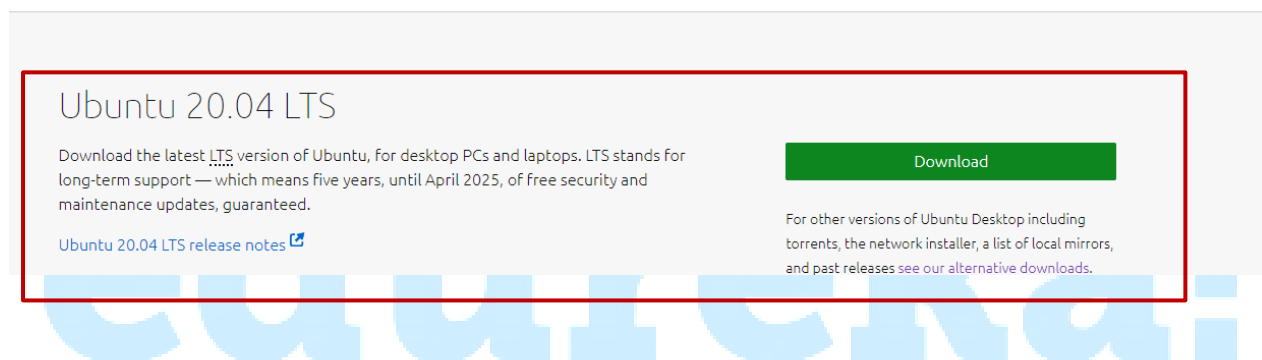 Ubuntu 20.04 LTS
Download the latest LTS version of Ubuntu, for desktop PCs and laptops. LTS stands for
long-term support — which means five years, until April 2025, of free security and
maintenance updates, guaranteed.
Ubuntu 20.04 LTS release notes
Download
For other versions of Ubuntu Desktop including
torrents, the network installer, a list of local mirrors,
and past releases see our alternative downloads.
edureka!